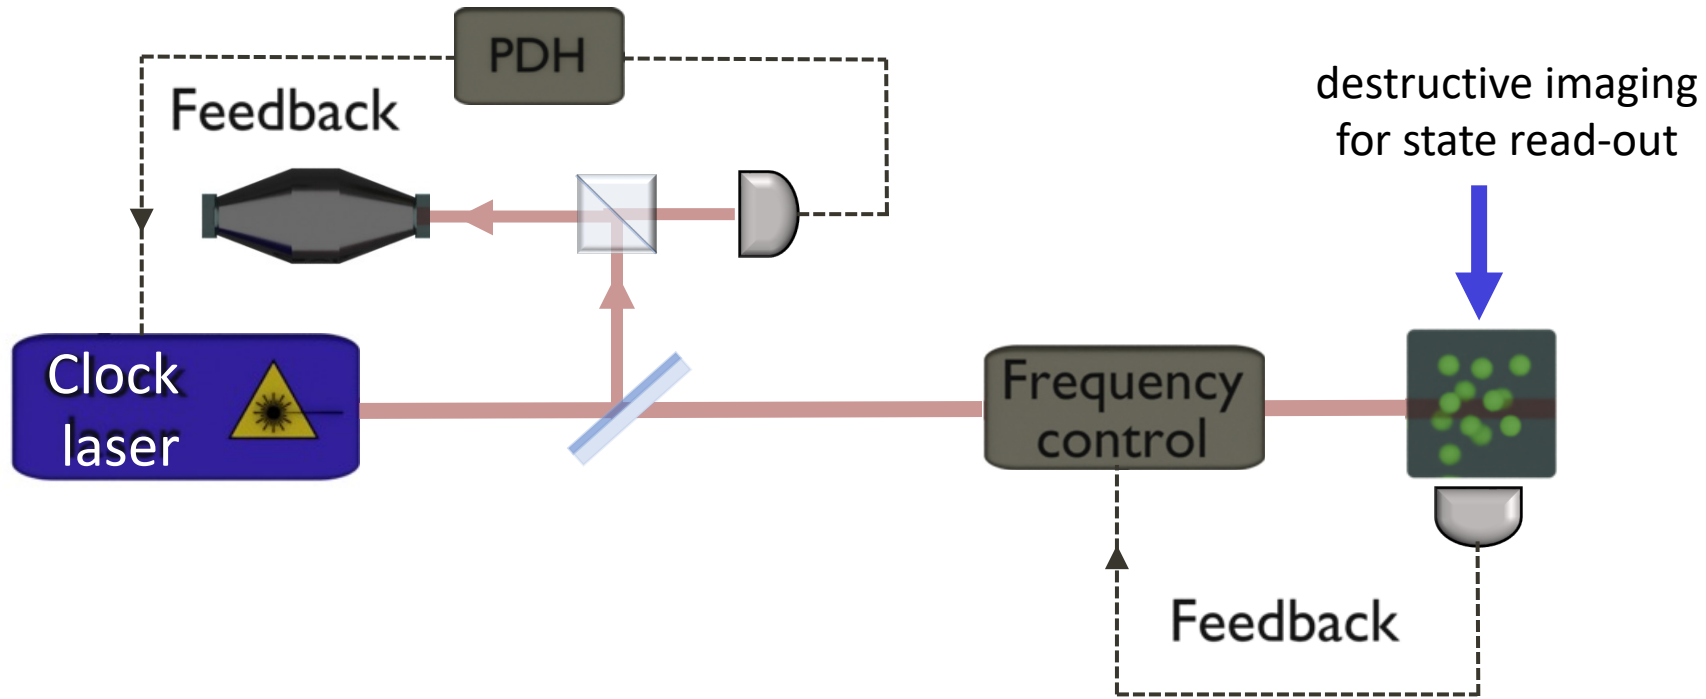 PDH
Feedback
destructive imaging
for state read-out
Clock
laser
Frequency
control
Feedback